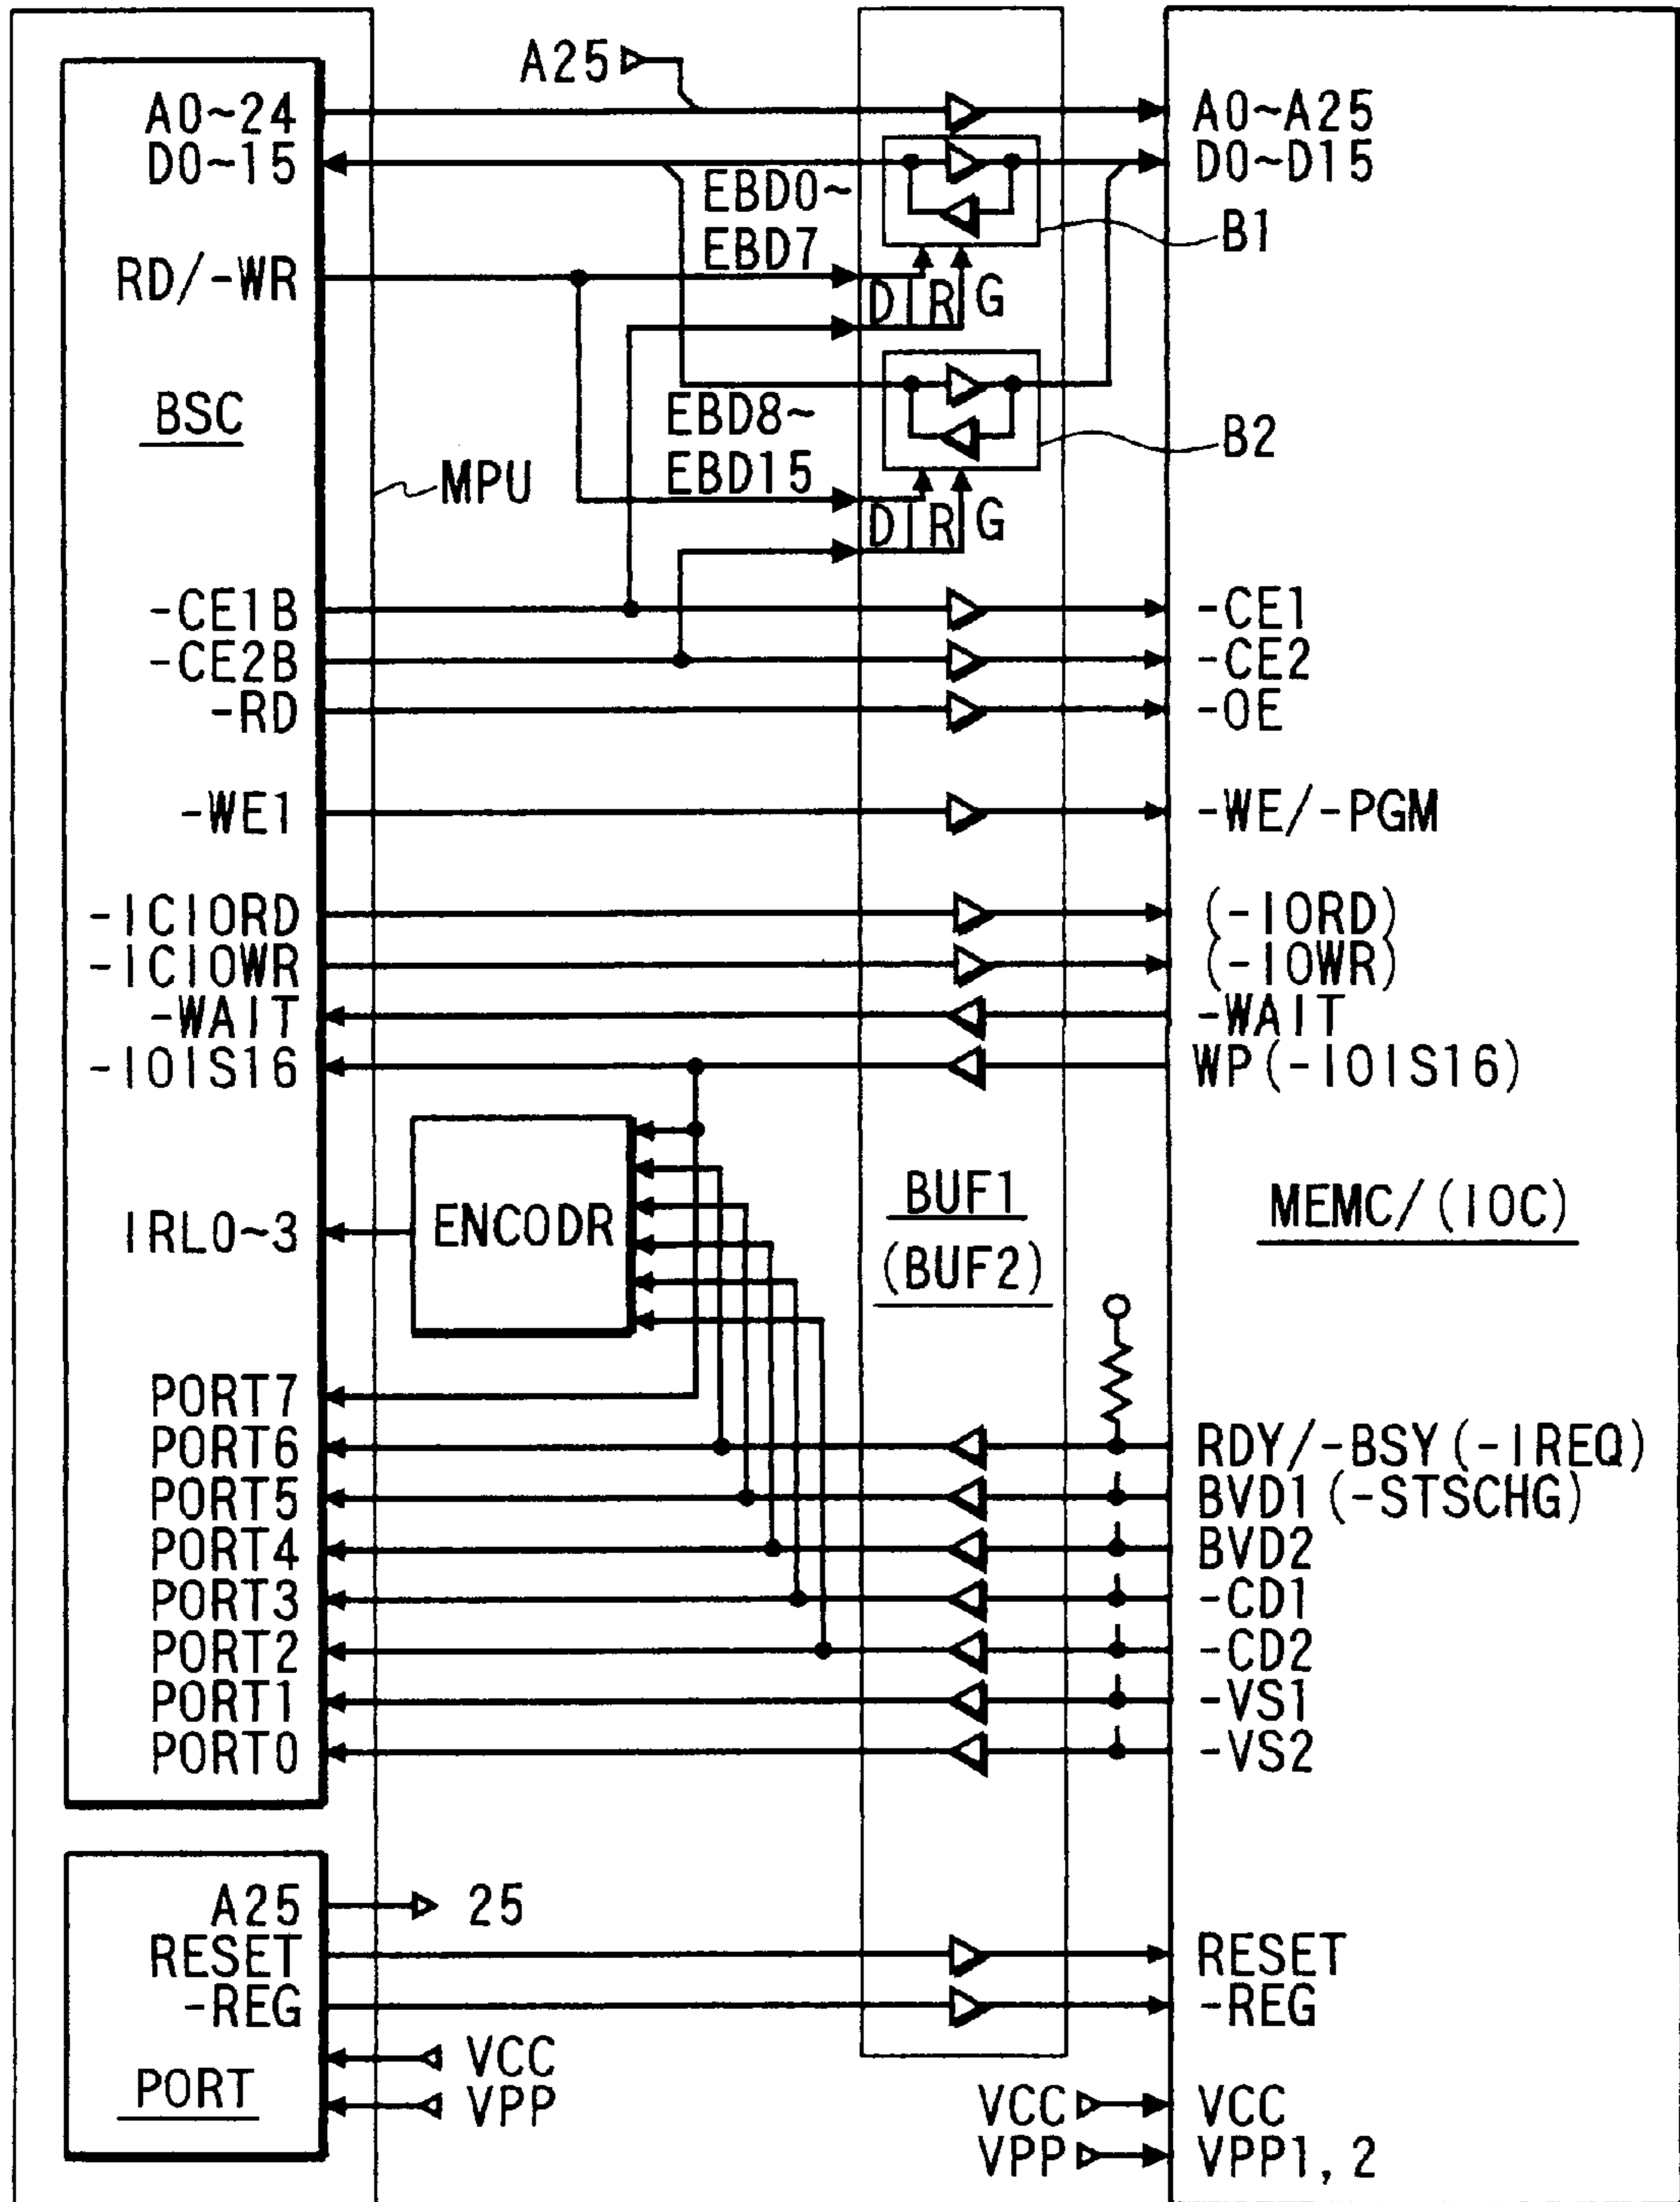 A25
A0~24
A0~A25
D0~15
D0~D15
EBD0~
EBD7
B1
RD/-WR
DIR G
BSC
EBD8~
EBD15
B2
MPU
DIR G
-CE1B
-CE1
-CE2B
-CE2
-RD
-OE
-WE1
-WE/-PGM
-ICIORD
(-IORD)
-ICIOWR
(-IOWR)
-WAIT
-WAIT
-IOIS16
WP(-IOIS16)
IRL0~3
ENCODR
BUF1
(BUF2)
MEMC/(IOC)
PORT7
PORT6
RDY/-BSY(-IREQ)
PORT5
BVD1(-STSCHG)
PORT4
BVD2
PORT3
-CD1
PORT2
-CD2
PORT1
-VS1
PORT0
-VS2
A25
25
RESET
RESET
-REG
-REG
VCC
PORT
VPP
VCC
VCC
VPP
VPP1,2